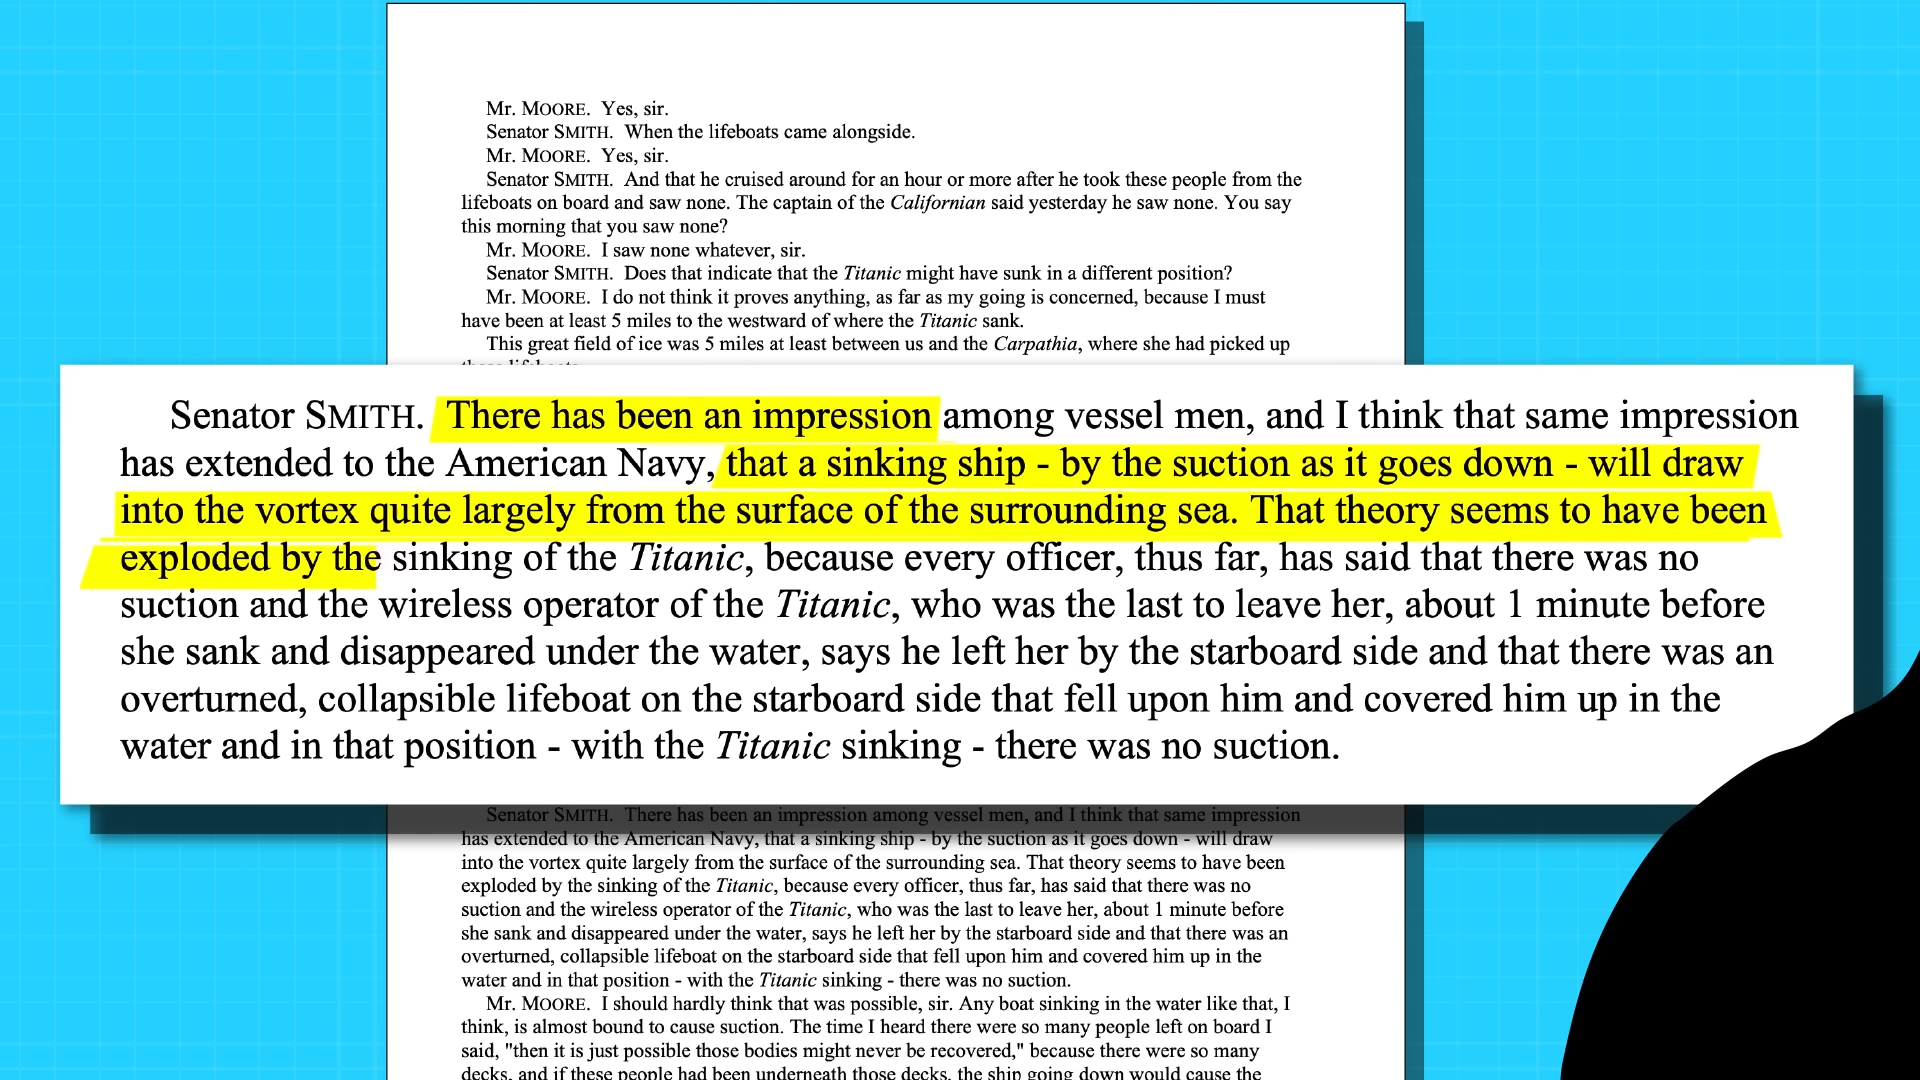 Mr. MOORE. Yes, sir.
Senator SMITH. When the lifeboats came alongside.
Mr. MOORE. Yes, sir.
Senator SMITH. And that he cruised around for an hour or more after he took these people from the
lifeboats on board and saw none. The captain of the Californian said yesterday he saw none. You say
this morning that you saw none?
Mr. MOORE. I saw none whatever, sir.
Senator SMITH. Does that indicate that the Titanic might have sunk in a different position?
Mr. MOORE. I do not think it proves anything, as far as my going is concerned, because I must
have been at least 5 miles to the westward of where the Titanic sank.
This great field of ice was 5 miles at least between us and the Carpathia, where she had picked up
Senator SMITH. There has been an impression among vessel men, and I think that same impression
has extended to the American Navy, that a sinking ship - by the suction as it goes down - will draw
into the vortex quite largely from the surface of the surrounding sea. That theory seems to have been
exploded by the sinking of the Titanic, because every officer, thus far, has said that there was no
suction and the wireless operator of the Titanic, who was the last to leave her, about 1 minute before
she sank and disappeared under the water, says he left her by the starboard side and that there was an
overturned, collapsible lifeboat on the starboard side that fell upon him and covered him up in the
water and in that position - with the Titanic sinking - there was no suction.
Senator SMITH. There has been an impression among vessel men, and I think that same impression
has extended to the American Navy, that a sinking ship - by the suction as it goes down - will draw
into the vortex quite largely from the surface of the surrounding sea. That theory seems to have been
exploded by the sinking of the Titanic, because every officer, thus far, has said that there was no
suction and the wireless operator of the Titanic, who was the last to leave her, about 1 minute before
she sank and disappeared under the water, says he left her by the starboard side and that there was an
overturned, collapsible lifeboat on the starboard side that fell upon him and covered him up in the
water and in that position - with the Titanic sinking - there was no suction.
Mr. MOORE. I should hardly think that was possible, sir. Any boat sinking in the water like that, I
think, is almost bound to cause suction. The time I heard there were so many people left on board I
said, "then it is just possible those bodies might never be recovered," because there were so many
decks, and if these people had been underneath those decks, the ship going down would cause the